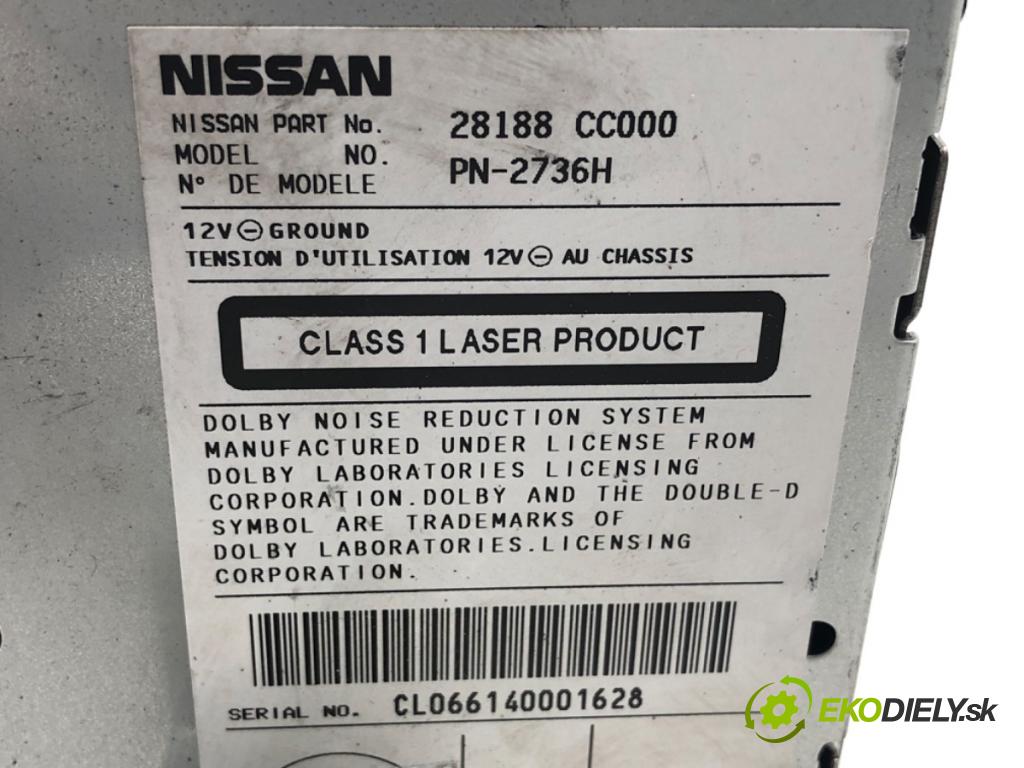 NISSAN
NISSAN PART No. 28188 CC000
MODEL NO. PN-2736H
N° DE MODELE
12V ⊖ GROUND
TENSION D'UTILISATION 12V ⊖ AU CHASSIS
CLASS 1 LASER PRODUCT
DOLBY NOISE REDUCTION SYSTEM
MANUFACTURED UNDER LICENSE FROM
DOLBY LABORATORIES LICENSING
CORPORATION.DOLBY AND THE DOUBLE-D
SYMBOL ARE TRADEMARKS OF
DOLBY LABORATORIES.LICENSING
CORPORATION.
SERIAL NO. CL066140001628
EKODIELY.sk